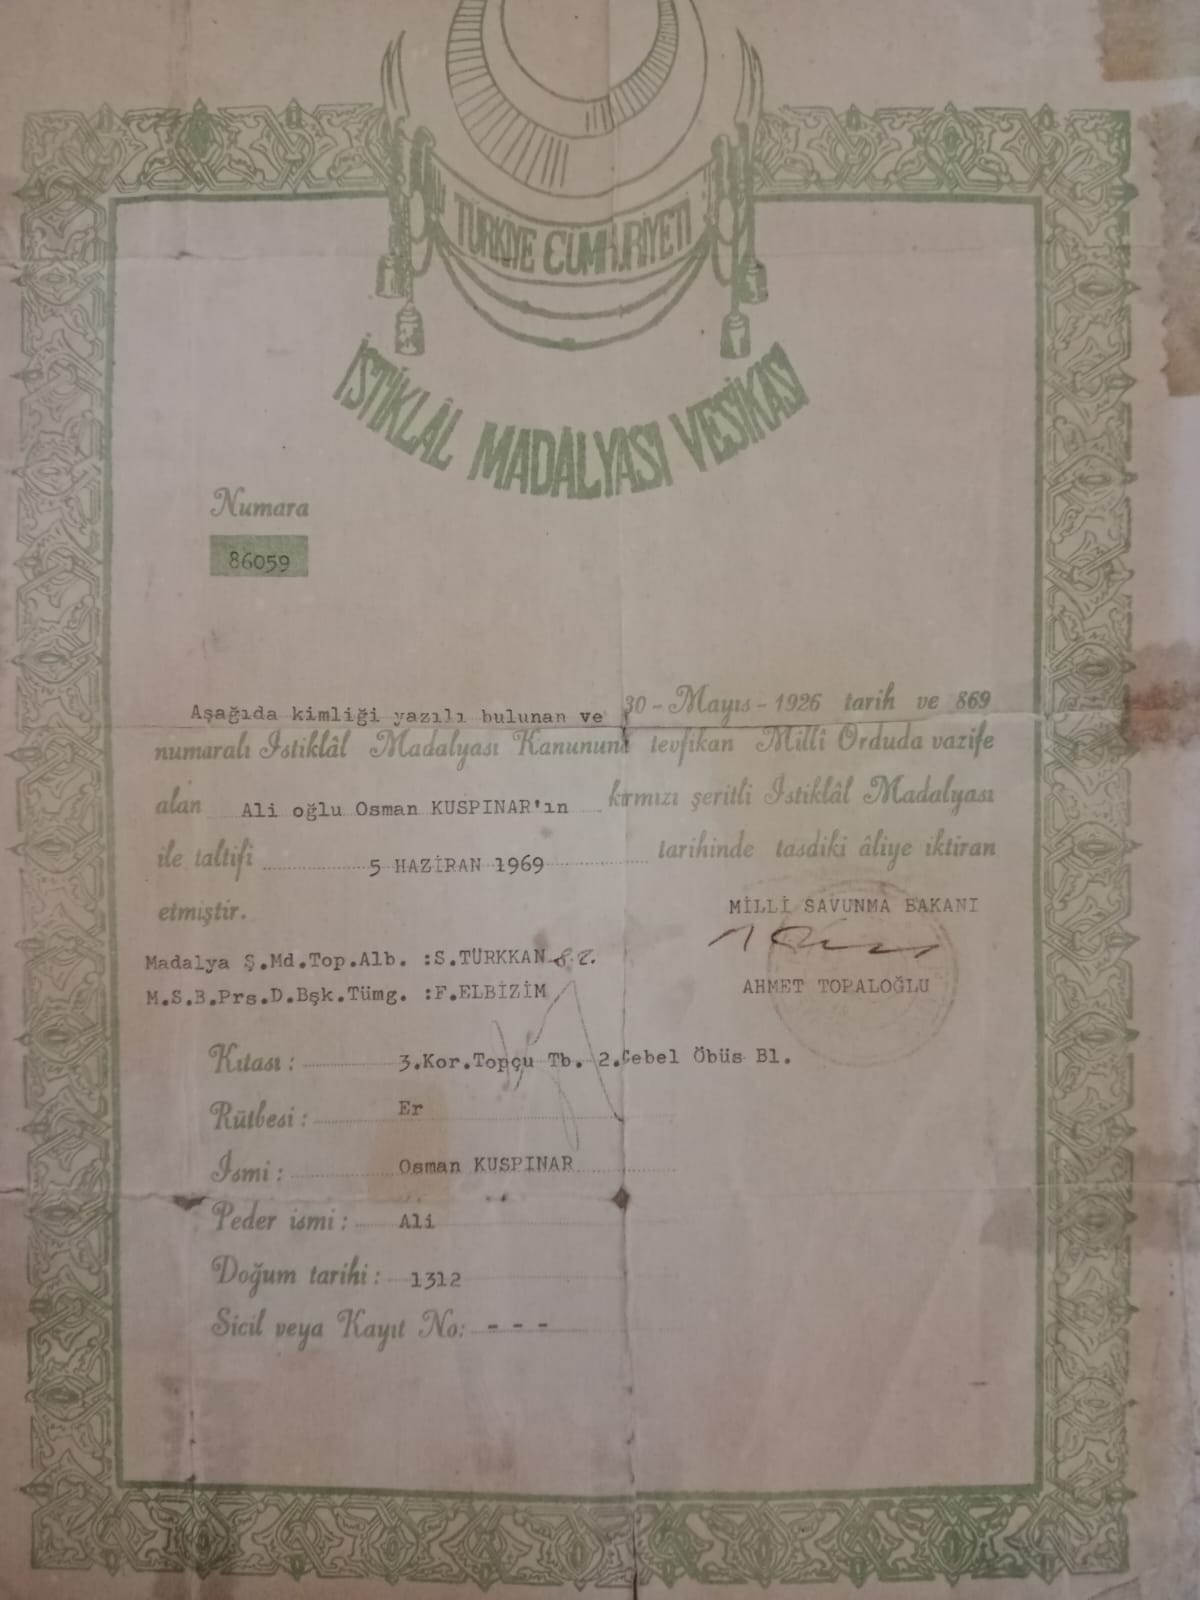 TÜRKİYE CUMHURİYETİ
İSTİKLÂL MADALYASI VESİKASI
Numara
86059
Aşağıda kimliği yazılı bulunan ve 30 - Mayıs - 1926 tarih ve 869
numaralı İstiklâl Madalyası Kanununa tevfikan Millî Orduda vazife
alan Ali oğlu Osman KUSPINAR'ın kırmızı şeritli İstiklâl Madalyası
ile taltifi 5 HAZİRAN 1969 tarihinde tasdiki âliye iktiran
etmiştir.
MİLLİ SAVUNMA BAKANI
Madalya Ş.Md.Top.Alb. :S.TÜRKKAN
AHMET TOPALOĞLU
M.S.B.Prs.D.Bşk.Tümg. :F.ELBİZİM
Kıtası : 3.Kor.Topçu Tb. 2.Cebel Öbüs Bl.
Rütbesi : Er
İsmi : Osman KUSPINAR
Peder ismi : Ali
Doğum tarihi : 1312
Sicil veya Kayıt No: - - -